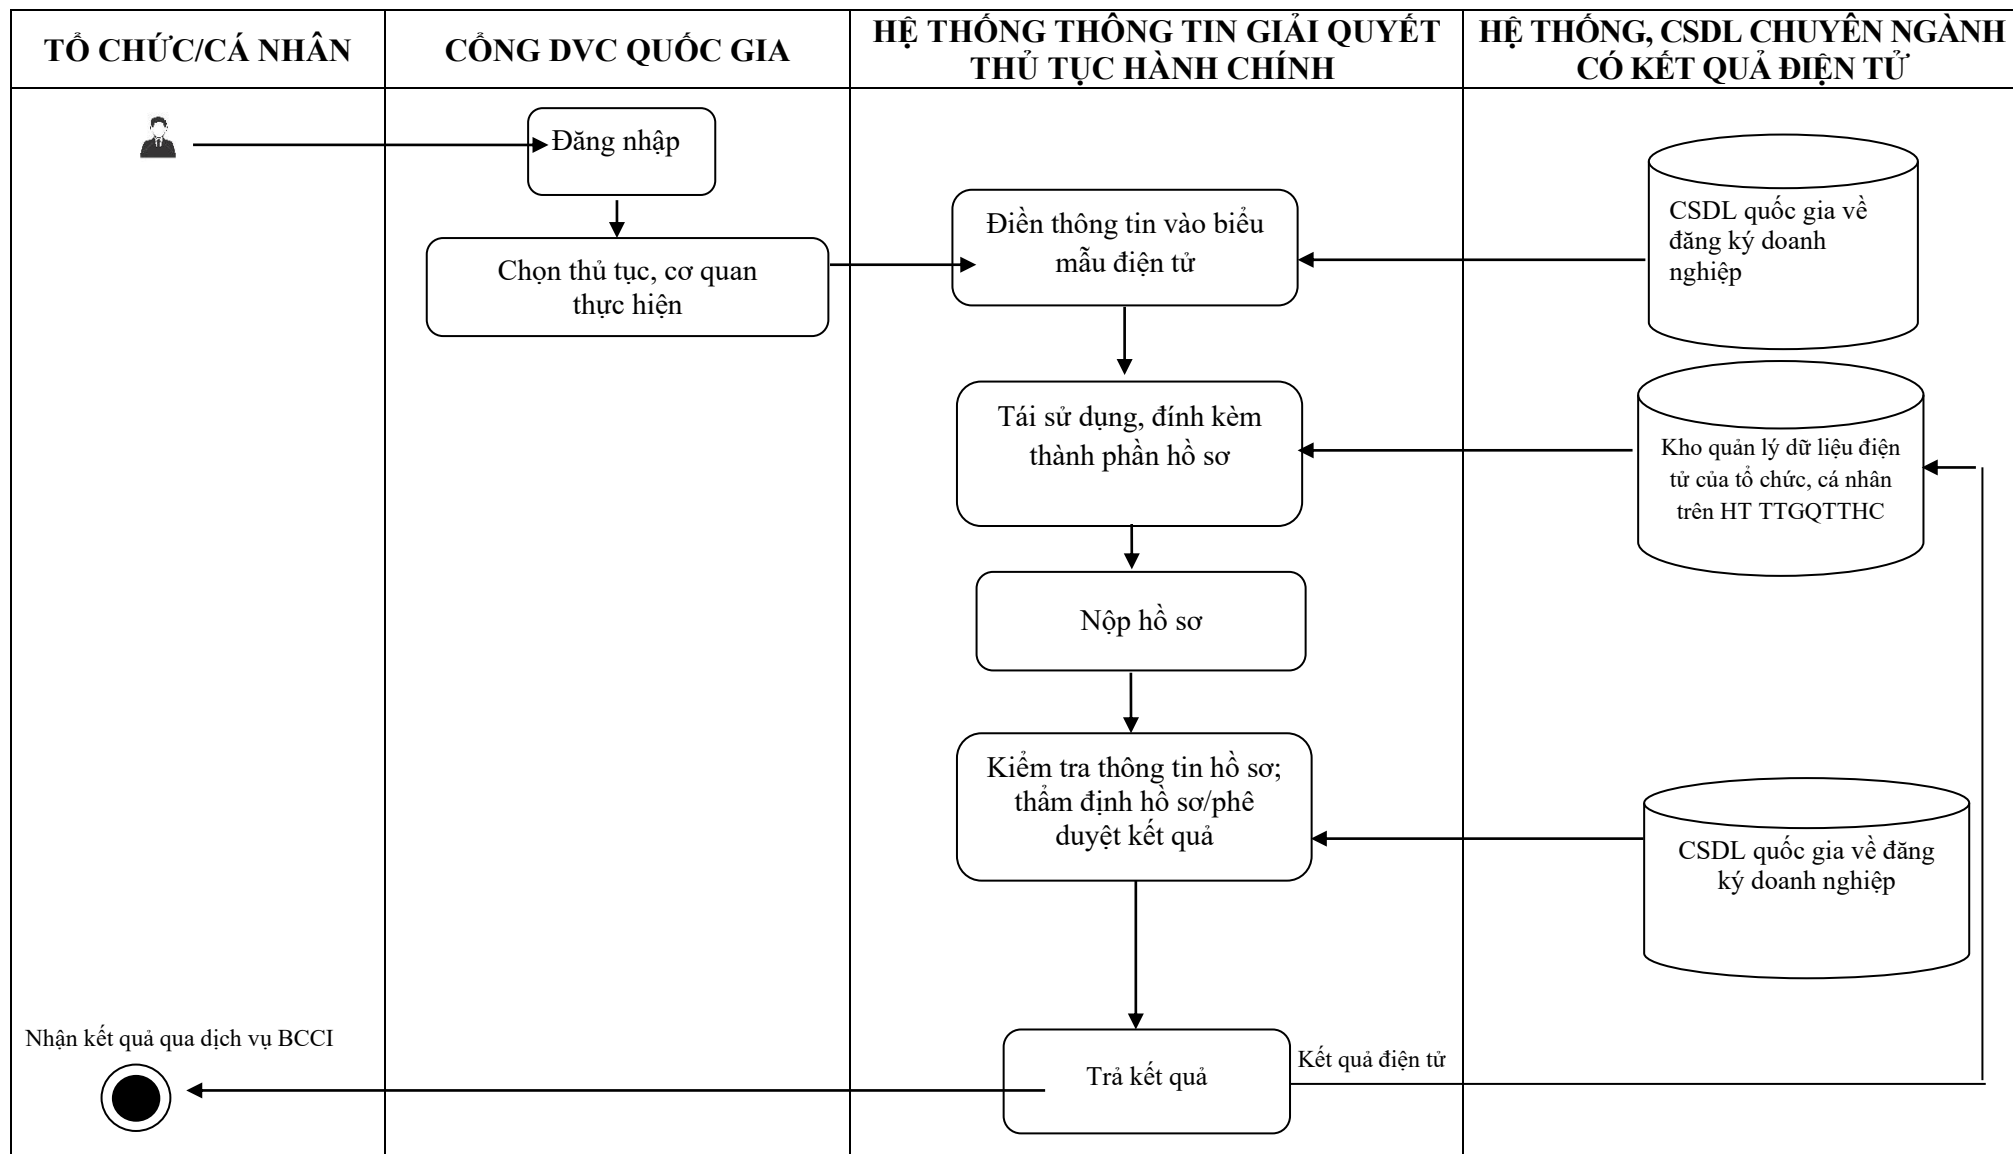 TỔ CHỨC/CÁ NHÂN
CỔNG DVC QUỐC GIA
HỆ THỐNG THÔNG TIN GIẢI QUYẾT
THỦ TỤC HÀNH CHÍNH
HỆ THỐNG, CSDL CHUYÊN NGÀNH
CÓ KẾT QUẢ ĐIỆN TỬ
Đăng nhập
Chọn thủ tục, cơ quan
thực hiện
Điền thông tin vào biểu
mẫu điện tử
CSDL quốc gia về
đăng ký doanh
nghiệp
Tái sử dụng, đính kèm
thành phần hồ sơ
Kho quản lý dữ liệu điện
tử của tổ chức, cá nhân
trên HT TTGQTTHC
Nộp hồ sơ
Kiểm tra thông tin hồ sơ;
thẩm định hồ sơ/phê
duyệt kết quả
CSDL quốc gia về đăng
ký doanh nghiệp
Nhận kết quả qua dịch vụ BCCI
Trả kết quả
Kết quả điện tử